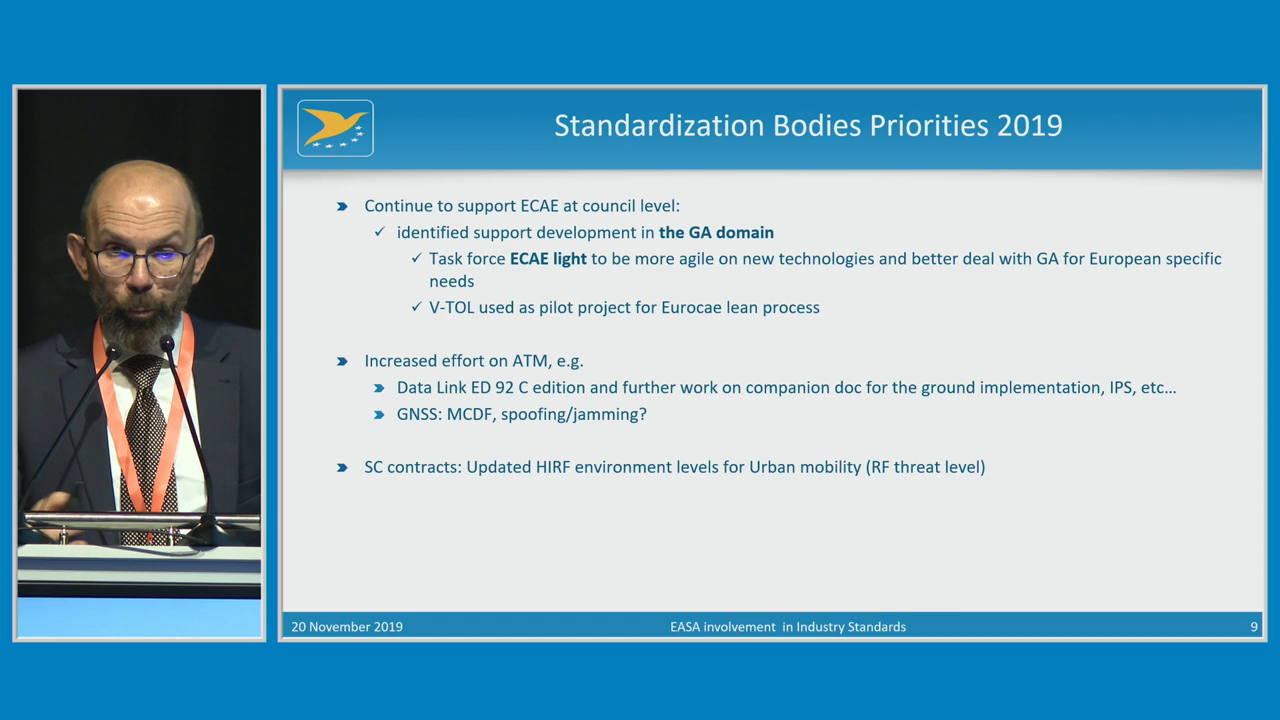 Standardization Bodies Priorities 2019
Continue to support ECAE at council level:
identified support development in the GA domain
Task force ECAE light to be more agile on new technologies and better deal with GA for European specific
needs
V-TOL used as pilot project for Eurocae lean process
Increased effort on ATM, e.g.
Data Link ED 92 C edition and further work on companion doc for the ground implementation, IPS, etc...
GNSS: MCDF, spoofing/jamming?
SC contracts: Updated HIRF environment levels for Urban mobility (RF threat level)
20 November 2019
EASA involvement in Industry Standards
9